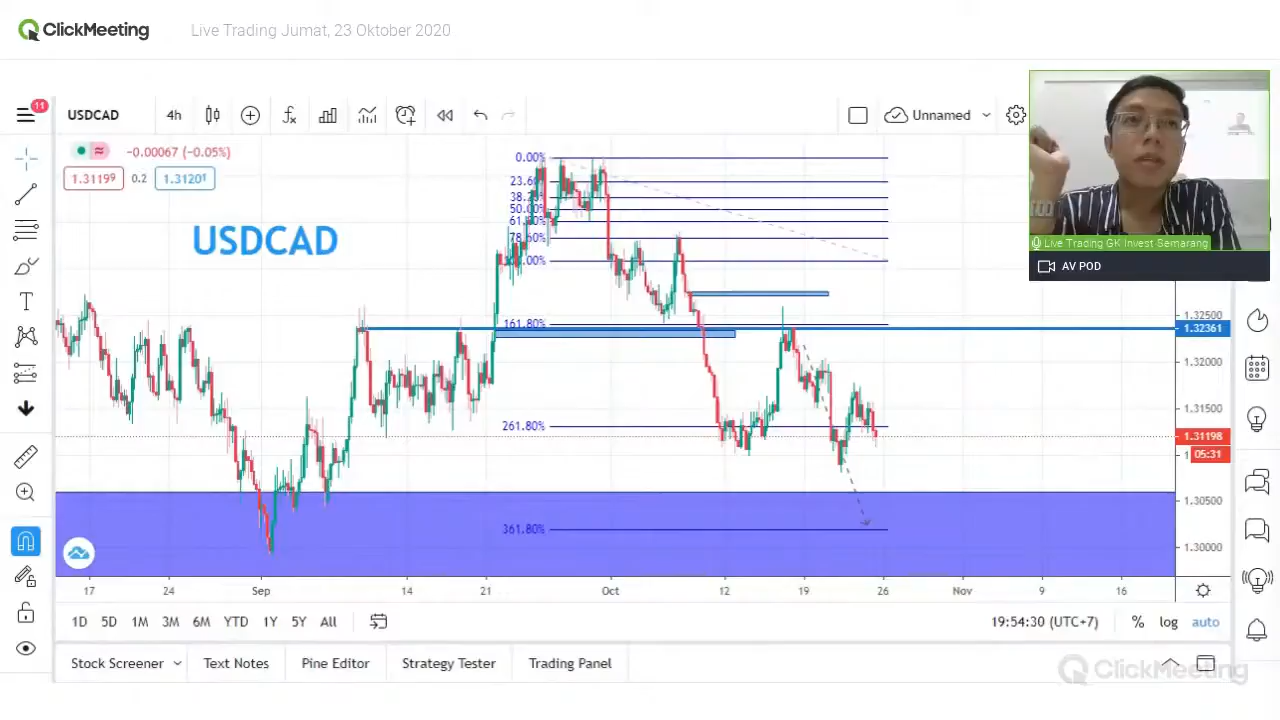 ClickMeeting
Live Trading Jumat, 23 Oktober 2020
11
USDCAD
4h
Unnamed
-0.00067 (-0.05%)
1.31199
0.2
1.31201
USDCAD
0.00%
50.00%
78.60%
161.80%
261.80%
361.80%
Live Trading GK Invest Semarang
AV POD
1.32500
1.32361
1.32000
1.31500
1.31198
05:31
1.30500
1.30000
17
24
Sep
14
21
Oct
12
19
26
Nov
9
16
1D
5D
1M
3M
6M
YTD
1Y
5Y
All
19:54:30 (UTC+7)
%
log
auto
Stock Screener
Text Notes
Pine Editor
Strategy Tester
Trading Panel
ClickMeeting